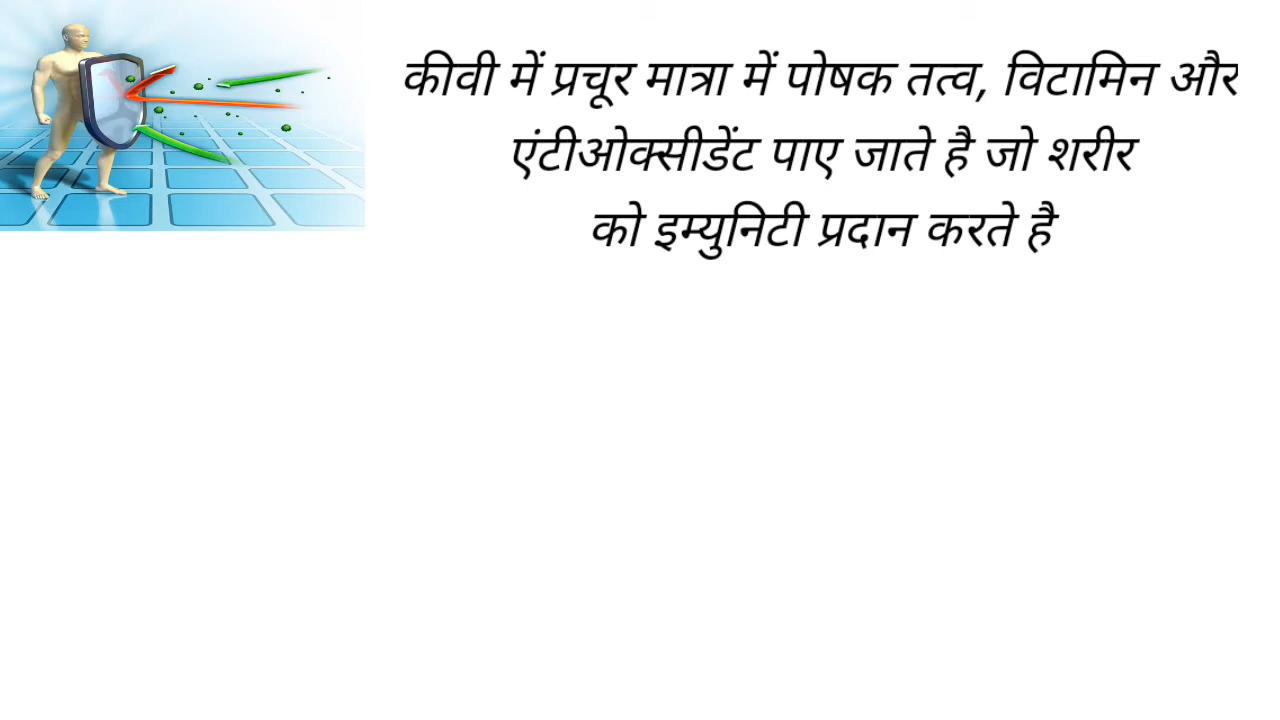 कीवी में प्रचूर मात्रा में पोषक तत्व, विटामिन और
एंटीओक्सीडेंट पाए जाते है जो शरीर
को इम्युनिटी प्रदान करते है